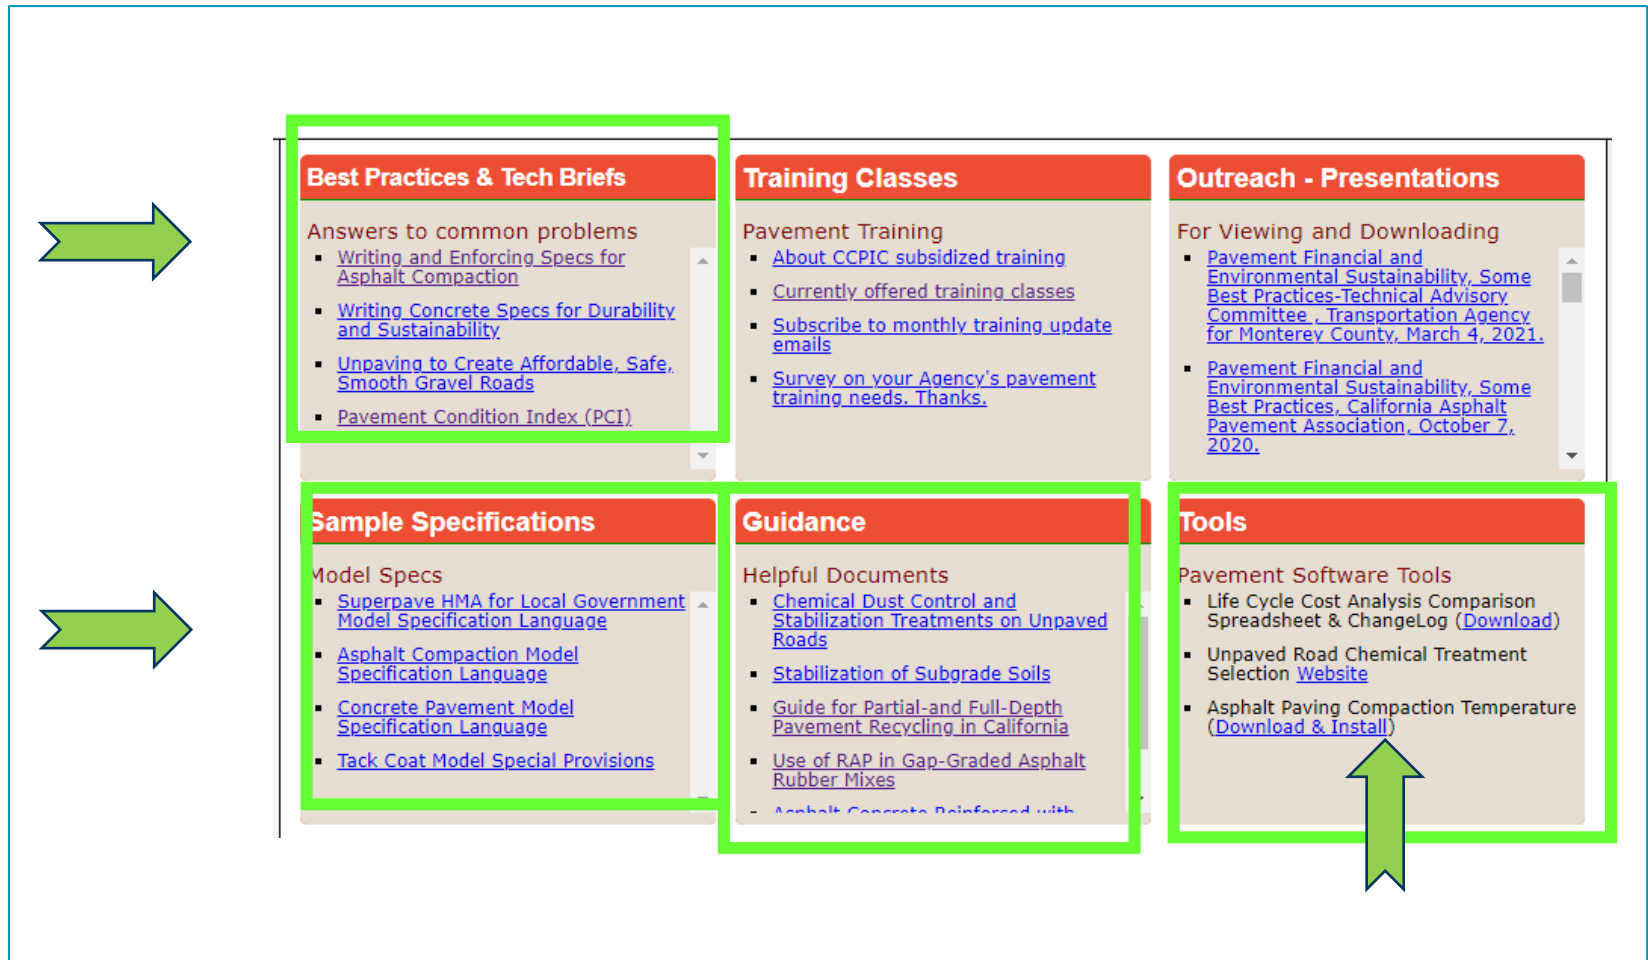 Best Practices & Tech Briefs
Answers to common problems
Writing and Enforcing Specs for
Asphalt Compaction
Writing Concrete Specs for Durability
and Sustainability
Unpaving to Create Affordable, Safe,
Smooth Gravel Roads
Pavement Condition Index (PCI)
Training Classes
Pavement Training
About CCPIC subsidized training
Currently offered training classes
Subscribe to monthly training update
emails
Survey on your Agency's pavement
training needs. Thanks.
Outreach - Presentations
For Viewing and Downloading
Pavement Financial and
Environmental Sustainability, Some
Best Practices-Technical Advisory
Committee , Transportation Agency
for Monterey County, March 4, 2021.
Pavement Financial and
Environmental Sustainability, Some
Best Practices, California Asphalt
Pavement Association, October 7,
2020.
Sample Specifications
Model Specs
Superpave HMA for Local Government
Model Specification Language
Asphalt Compaction Model
Specification Language
Concrete Pavement Model
Specification Language
Tack Coat Model Special Provisions
Guidance
Helpful Documents
Chemical Dust Control and
Stabilization Treatments on Unpaved
Roads
Stabilization of Subgrade Soils
Guide for Partial-and Full-Depth
Pavement Recycling in California
Use of RAP in Gap-Graded Asphalt
Rubber Mixes
Asphalt Concrete Reinforced with
Tools
Pavement Software Tools
Life Cycle Cost Analysis Comparison
Spreadsheet & ChangeLog (Download)
Unpaved Road Chemical Treatment
Selection Website
Asphalt Paving Compaction Temperature
(Download & Install)